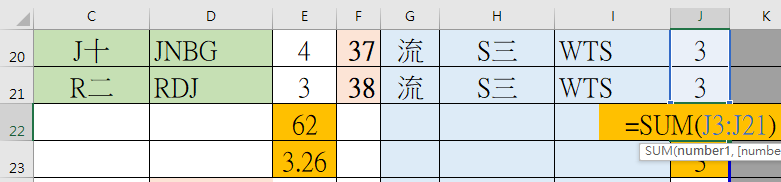 C D E F G H I J K
20 J十 JNBG 4 37 流 S三 WTS 3
21 R二 RDJ 3 38 流 S三 WTS 3
22 62 =SUM(J3:J21)
SUM(number1, [numbe
23 3.26